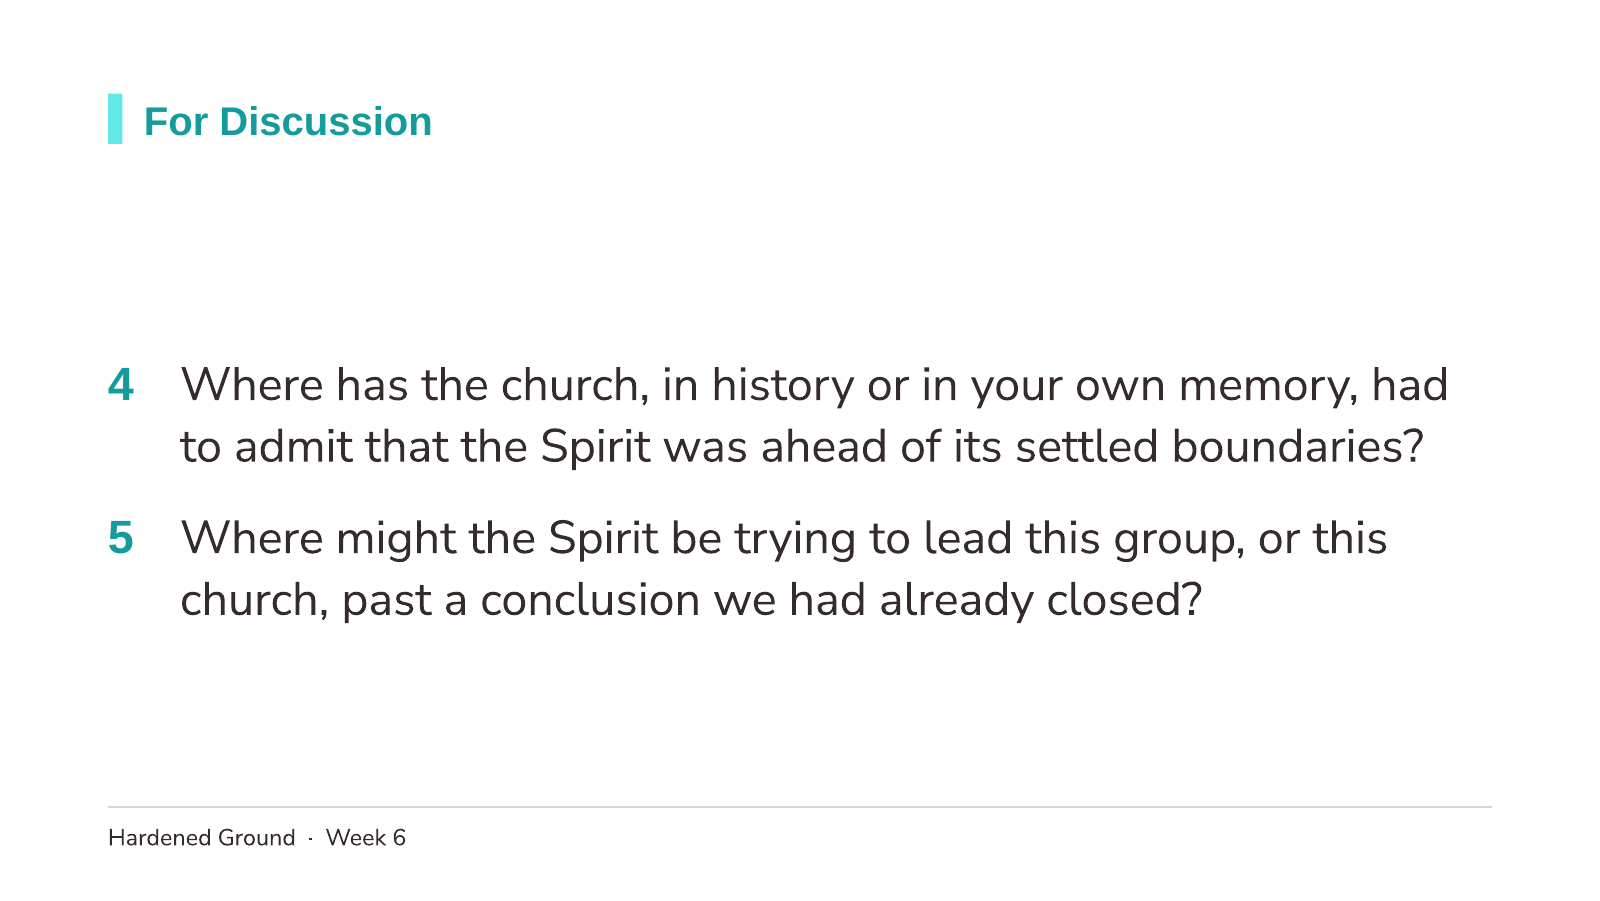 For Discussion
4 Where has the church, in history or in your own memory, had
to admit that the Spirit was ahead of its settled boundaries?
5 Where might the Spirit be trying to lead this group, or this
church, past a conclusion we had already closed?
Hardened Ground · Week 6